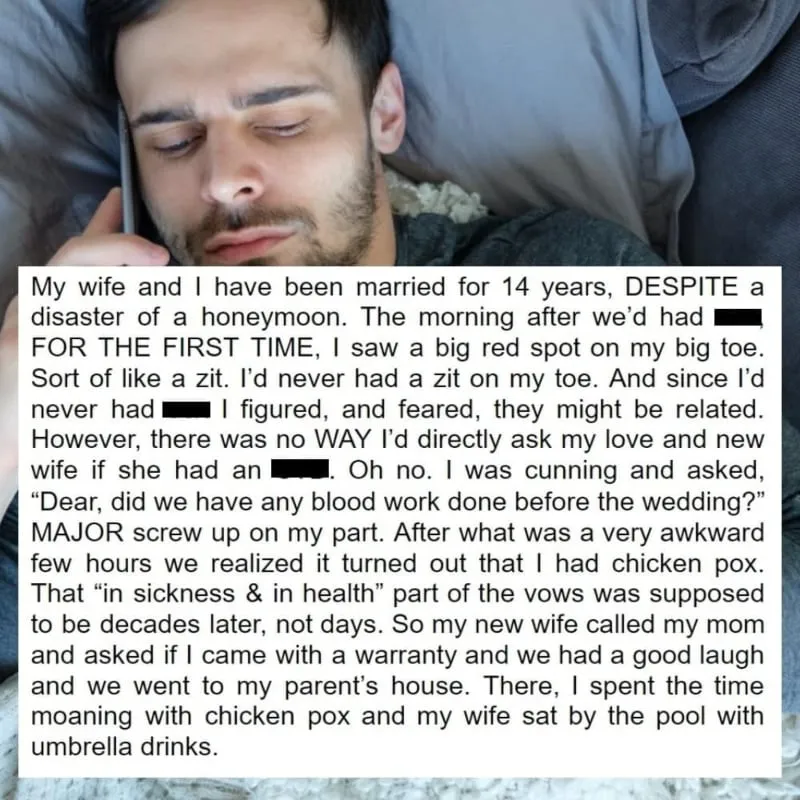 My wife and I have been married for 14 years, DESPITE a
disaster of a honeymoon. The morning after we'd had ,
FOR THE FIRST TIME, I saw a big red spot on my big toe.
Sort of like a zit. I'd never had a zit on my toe. And since I'd
never had I figured, and feared, they might be related.
However, there was no WAY I'd directly ask my love and new
wife if she had an . Oh no. I was cunning and asked,
“Dear, did we have any blood work done before the wedding?”
MAJOR screw up on my part. After what was a very awkward
few hours we realized it turned out that I had chicken pox.
That “in sickness & in health” part of the vows was supposed
to be decades later, not days. So my new wife called my mom
and asked if I came with a warranty and we had a good laugh
and we went to my parent's house. There, I spent the time
moaning with chicken pox and my wife sat by the pool with
umbrella drinks.